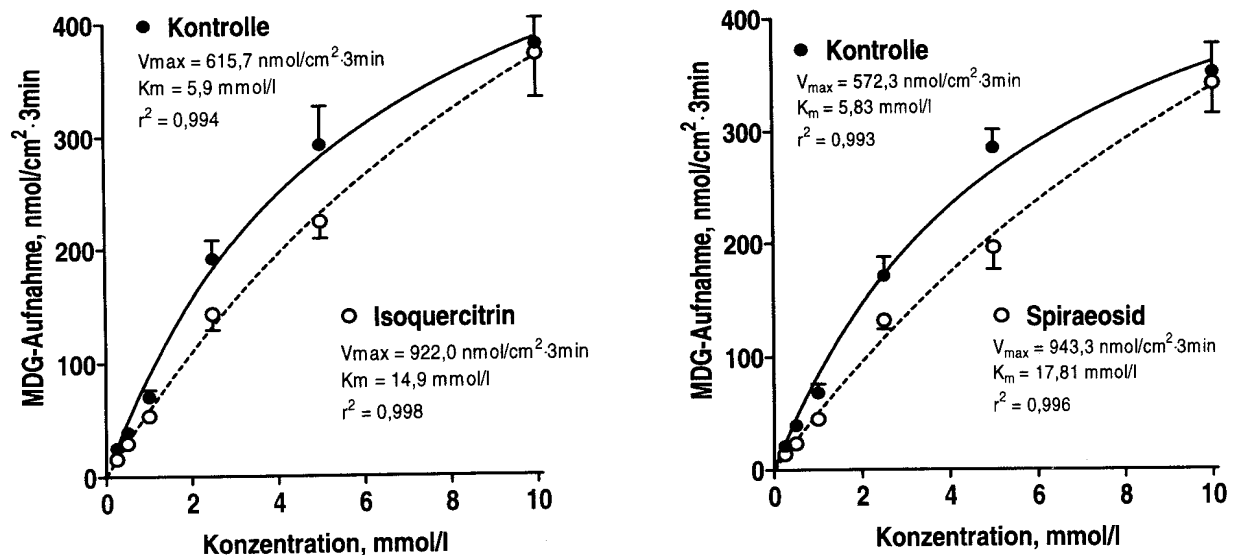 400
300
200
100
0
MDG-Aufnahme, nmol/cm²·3min
Kontrolle
Vmax = 615,7 nmol/cm²·3min
Km = 5,9 mmol/l
r² = 0,994
Isoquercitrin
Vmax = 922,0 nmol/cm²·3min
Km = 14,9 mmol/l
r² = 0,998
0 2 4 6 8 10
Konzentration, mmol/l
400
300
200
100
0
MDG-Aufnahme, nmol/cm²·3min
Kontrolle
Vmax = 572,3 nmol/cm²·3min
Km = 5,83 mmol/l
r² = 0,993
Spiraeosid
Vmax = 943,3 nmol/cm²·3min
Km = 17,81 mmol/l
r² = 0,996
0 2 4 6 8 10
Konzentration, mmol/l